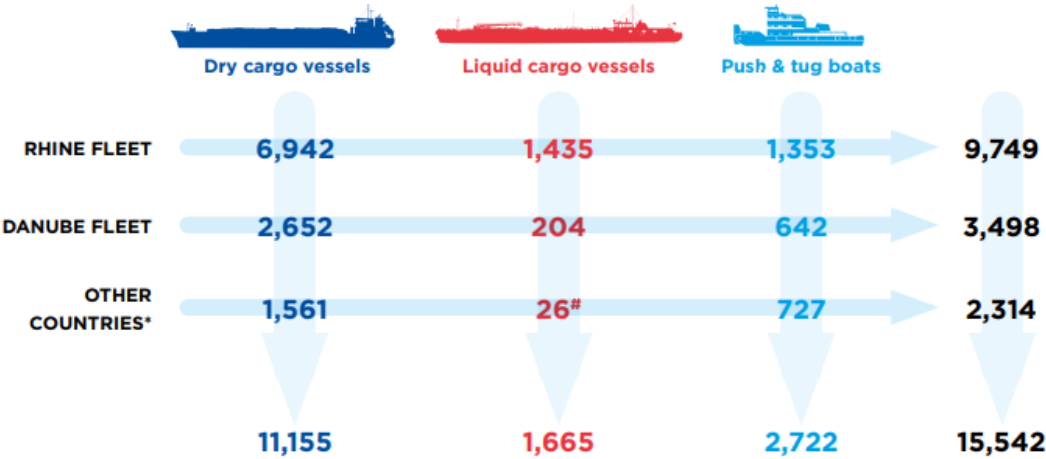 Dry cargo vessels Liquid cargo vessels Push & tug boats
RHINE FLEET 6,942 1,435 1,353 9,749
DANUBE FLEET 2,652 204 642 3,498
OTHER
COUNTRIES* 1,561 26# 727 2,314
11,155 1,665 2,722 15,542